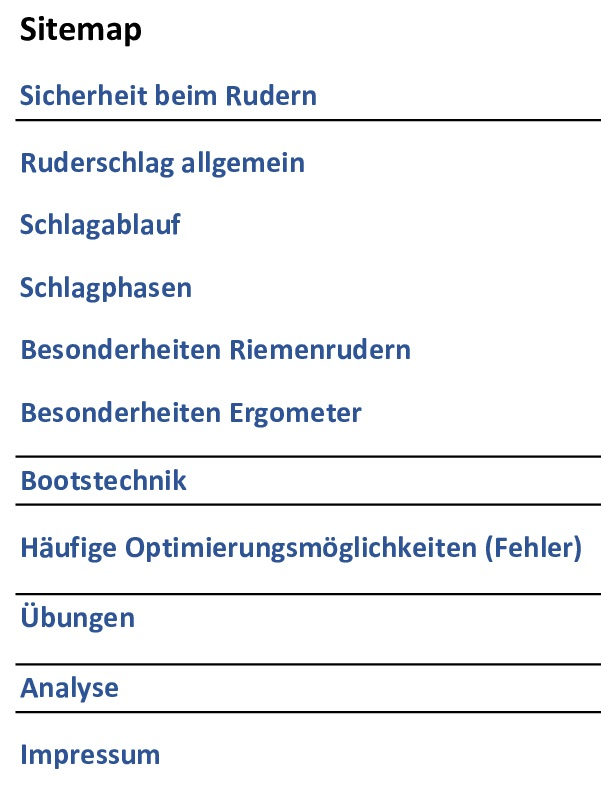 Sitemap
Sicherheit beim Rudern
Ruderschlag allgemein
Schlagablauf
Schlagphasen
Besonderheiten Riemenrudern
Besonderheiten Ergometer
Bootstechnik
Häufige Optimierungsmöglichkeiten (Fehler)
Übungen
Analyse
Impressum